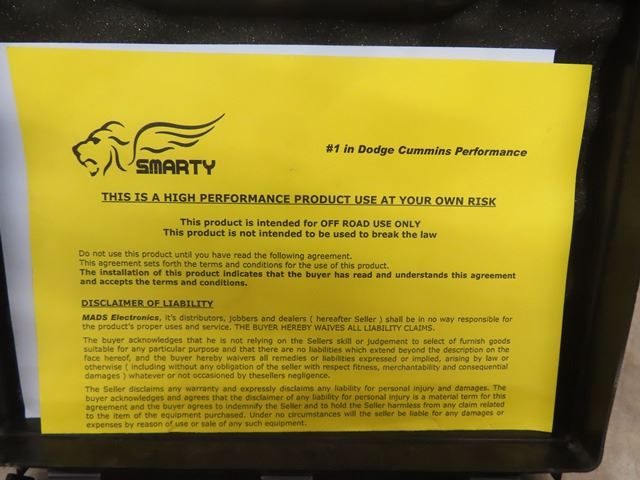 SMARTY
#1 in Dodge Cummins Performance
THIS IS A HIGH PERFORMANCE PRODUCT USE AT YOUR OWN RISK
This product is intended for OFF ROAD USE ONLY
This product is not intended to be used to break the law
Do not use this product until you have read the following agreement.
This agreement sets forth the terms and conditions for the use of this product.
The installation of this product indicates that the buyer has read and understands this agreement
and accepts the terms and conditions.
DISCLAIMER OF LIABILITY
MADS Electronics, it's distributors, jobbers and dealers ( hereafter Seller ) shall be in no way responsible for
the product's proper uses and service. THE BUYER HEREBY WAIVES ALL LIABILITY CLAIMS.
The buyer acknowledges that he is not relying on the Sellers skill or judgement to select of furnish goods
suitable for any particular purpose and that there are no liabilities which extend beyond the description on the
face hereof, and the buyer hereby waives all remedies or liabilities expressed or implied, arising by law or
otherwise ( including without any obligation of the seller with respect fitness, merchantability and consequential
damages ) whatever or not occasioned by thesellers negligence.
The Seller disclaims any warranty and expressly disclaims any liability for personal injury and damages. The
buyer acknowledges and agrees that the disclaimer of any liability for personal injury is a material term for this
agreement and the buyer agrees to indemnify the Seller and to hold the Seller harmless from any claim related
to the item of the equipment purchased. Under no circumstances will the seller be liable for any damages or
expenses by reason of use or sale of any such equipment.